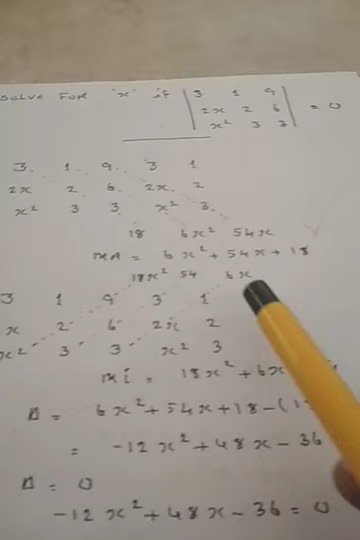 SOLVE FOR "x" if | 3 1 9 |
| 2x 2 6 | = 0
| x² 3 3 |
3 1 9 3 1
2x 2 6 2x 2
x² 3 3 x² 3
18 6x² 54x
MA = 6x² + 54x + 18
18x² 54 6x
3 1 9 3 1
x 2 6 2x 2
x² 3 3 x² 3
Mi = 18x² + 6x
Δ = 6x² + 54x + 18 - (1
= -12x² + 48x - 36
Δ = 0
-12x² + 48x - 36 = 0